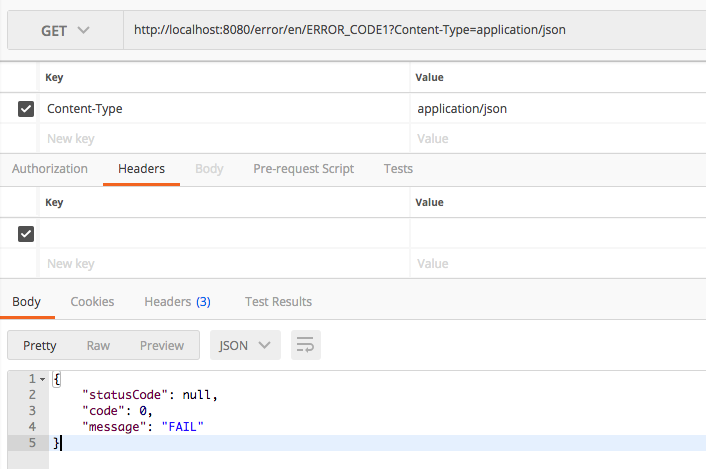 GET http://localhost:8080/error/en/ERROR_CODE1?Content-Type=application/json
Key Value
Content-Type application/json
New key Value
Authorization Headers Body Pre-request Script Tests
Key Value
New key Value
Body Cookies Headers (3) Test Results
Pretty Raw Preview JSON
1 {
2 "statusCode": null,
3 "code": 0,
4 "message": "FAIL"
5 }